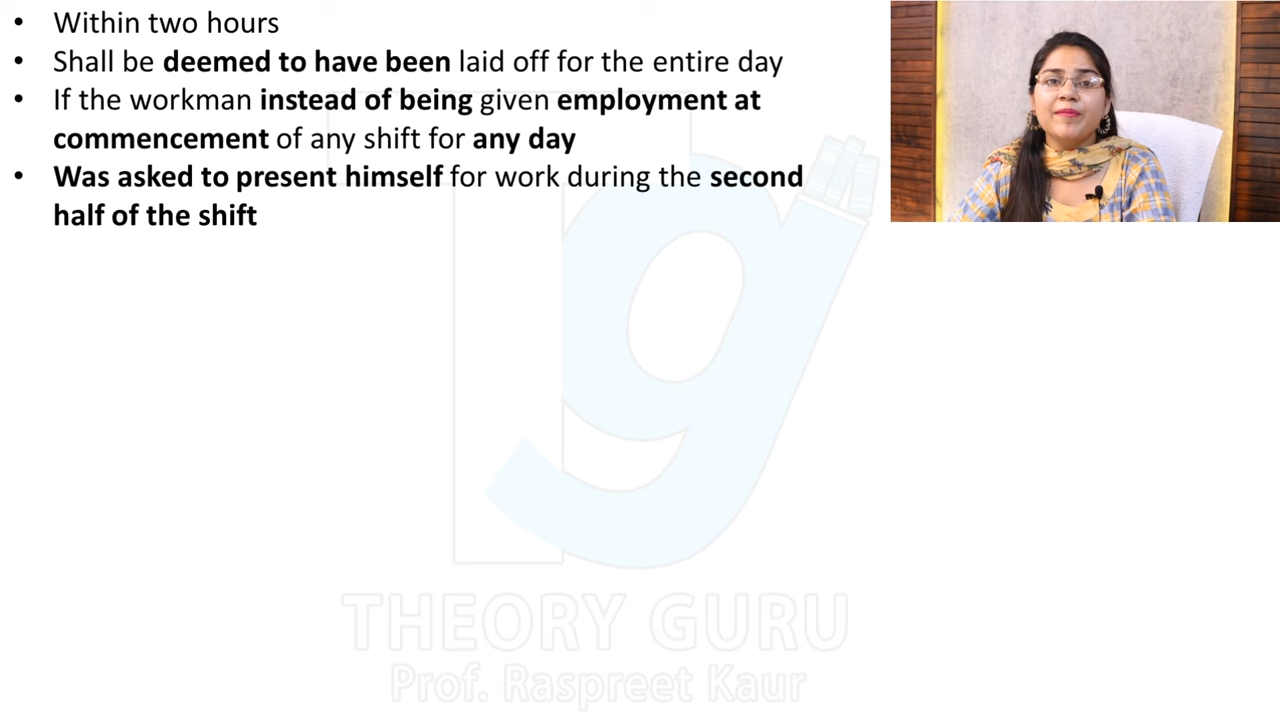 • Within two hours
• Shall be deemed to have been laid off for the entire day
• If the workman instead of being given employment at
commencement of any shift for any day
• Was asked to present himself for work during the second
half of the shift
THEORY GURU
Prof. Raspreet Kaur